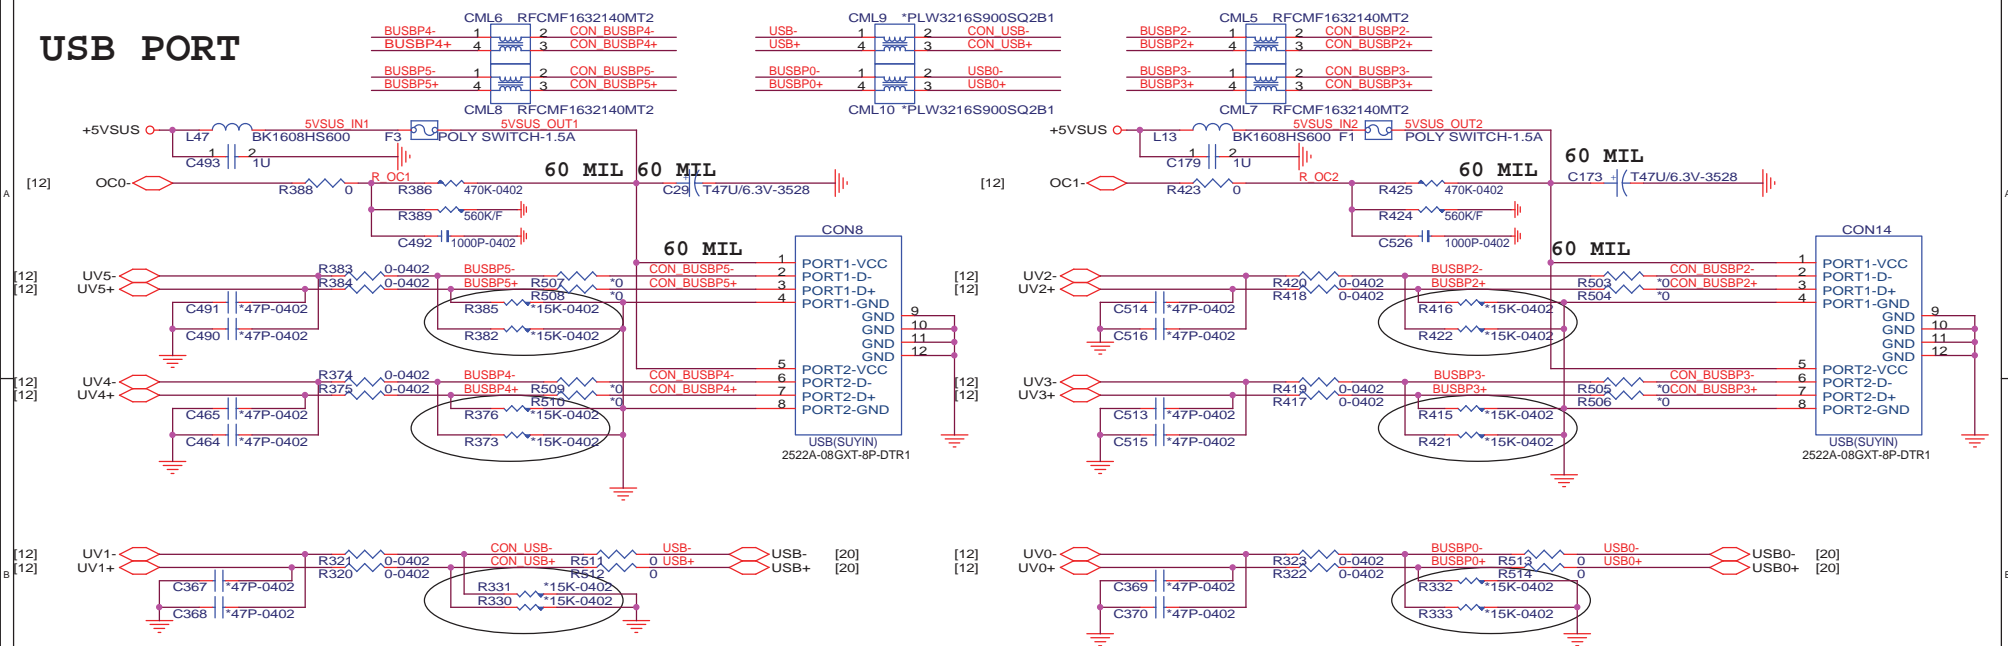 USB PORT
CML6 RFCMF1632140MT2
BUSBP4- 1 2 CON_BUSBP4-
BUSBP4+ 4 3 CON_BUSBP4+
BUSBP5- 1 2 CON_BUSBP5-
BUSBP5+ 4 3 CON_BUSBP5+
CML8 RFCMF1632140MT2
CML9 *PLW3216S900SQ2B1
USB- 1 2 CON_USB-
USB+ 4 3 CON_USB+
BUSBP0- 1 2 USB0-
BUSBP0+ 4 3 USB0+
CML10 *PLW3216S900SQ2B1
CML5 RFCMF1632140MT2
BUSBP2- 1 2 CON_BUSBP2-
BUSBP2+ 4 3 CON_BUSBP2+
BUSBP3- 1 2 CON_BUSBP3-
BUSBP3+ 4 3 CON_BUSBP3+
CML7 RFCMF1632140MT2
+5VSUS 5VSUS_IN1 5VSUS_OUT1
L47 BK1608HS600 F3 POLY SWITCH-1.5A
C493 1 2 1U
60 MIL 60 MIL
[12] OC0- R388 0 R_OC1 R386 470K-0402 C29 + T47U/6.3V-3528
R389 560K/F
C492 1000P-0402
60 MIL
CON8
1 PORT1-VCC
[12] UV5- R383 0-0402 BUSBP5- R507 *0 CON_BUSBP5- 2 PORT1-D-
[12] UV5+ R384 0-0402 BUSBP5+ R508 *0 CON_BUSBP5+ 3 PORT1-D+
C491 *47P-0402 R385 *15K-0402 4 PORT1-GND
C490 *47P-0402 R382 *15K-0402
GND 9
GND 10
GND 11
GND 12
5 PORT2-VCC
[12] UV4- R374 0-0402 BUSBP4- R509 *0 CON_BUSBP4- 6 PORT2-D-
[12] UV4+ R375 0-0402 BUSBP4+ R510 *0 CON_BUSBP4+ 7 PORT2-D+
C465 *47P-0402 R376 *15K-0402 8 PORT2-GND
C464 *47P-0402 R373 *15K-0402
USB(SUYIN)
2522A-08GXT-8P-DTR1
[12] UV1- R321 0-0402 CON_USB- R511 0 USB- USB- [20]
[12] UV1+ R320 0-0402 CON_USB+ R512 0 USB+ USB+ [20]
C367 *47P-0402 R331 *15K-0402
C368 *47P-0402 R330 *15K-0402
+5VSUS 5VSUS_IN2 5VSUS_OUT2
L13 BK1608HS600 F1 POLY SWITCH-1.5A
C179 1 2 1U
60 MIL 60 MIL
[12] OC1- R423 0 R_OC2 R425 470K-0402 C173 + T47U/6.3V-3528
R424 560K/F
C526 1000P-0402
60 MIL
CON14
1 PORT1-VCC
[12] UV2- R420 0-0402 BUSBP2- R503 *0 CON_BUSBP2- 2 PORT1-D-
[12] UV2+ R418 0-0402 BUSBP2+ R504 *0 CON_BUSBP2+ 3 PORT1-D+
C514 *47P-0402 R416 *15K-0402 4 PORT1-GND
C516 *47P-0402 R422 *15K-0402
GND 9
GND 10
GND 11
GND 12
5 PORT2-VCC
[12] UV3- R419 0-0402 BUSBP3- R505 *0 CON_BUSBP3- 6 PORT2-D-
[12] UV3+ R417 0-0402 BUSBP3+ R506 *0 CON_BUSBP3+ 7 PORT2-D+
C513 *47P-0402 R415 *15K-0402 8 PORT2-GND
C515 *47P-0402 R421 *15K-0402
USB(SUYIN)
2522A-08GXT-8P-DTR1
[12] UV0- R323 0-0402 BUSBP0- R513 0 USB0- USB0- [20]
[12] UV0+ R322 0-0402 BUSBP0+ R514 0 USB0+ USB0+ [20]
C369 *47P-0402 R332 *15K-0402
C370 *47P-0402 R333 *15K-0402
A
B
A